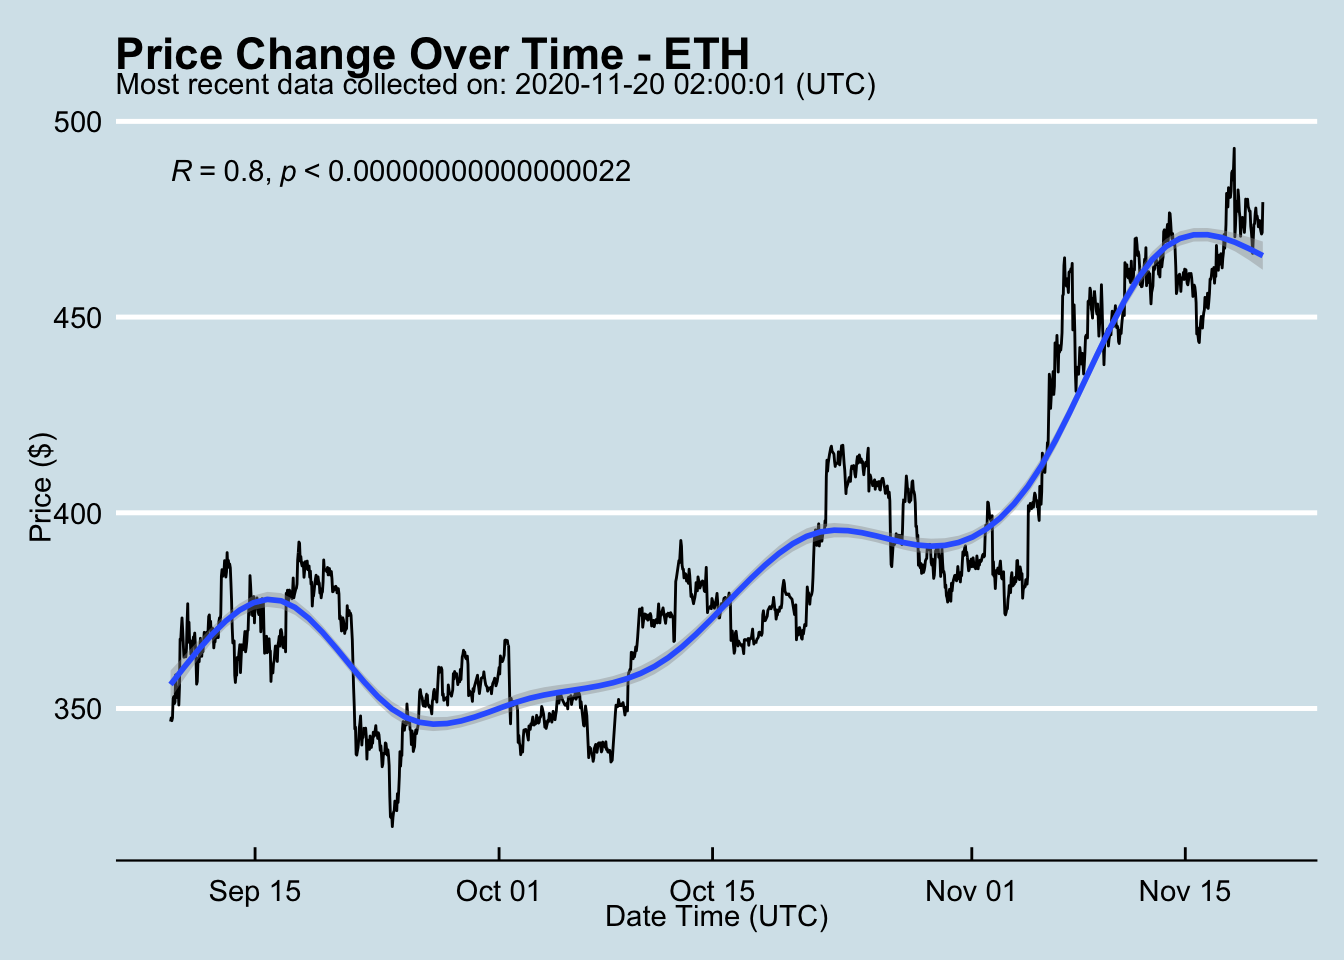 Price Change Over Time - ETH
Most recent data collected on: 2020-11-20 02:00:01 (UTC)
R = 0.8, p < 0.00000000000000022
500
450
400
350
Price ($)
Sep 15
Oct 01
Oct 15
Nov 01
Nov 15
Date Time (UTC)